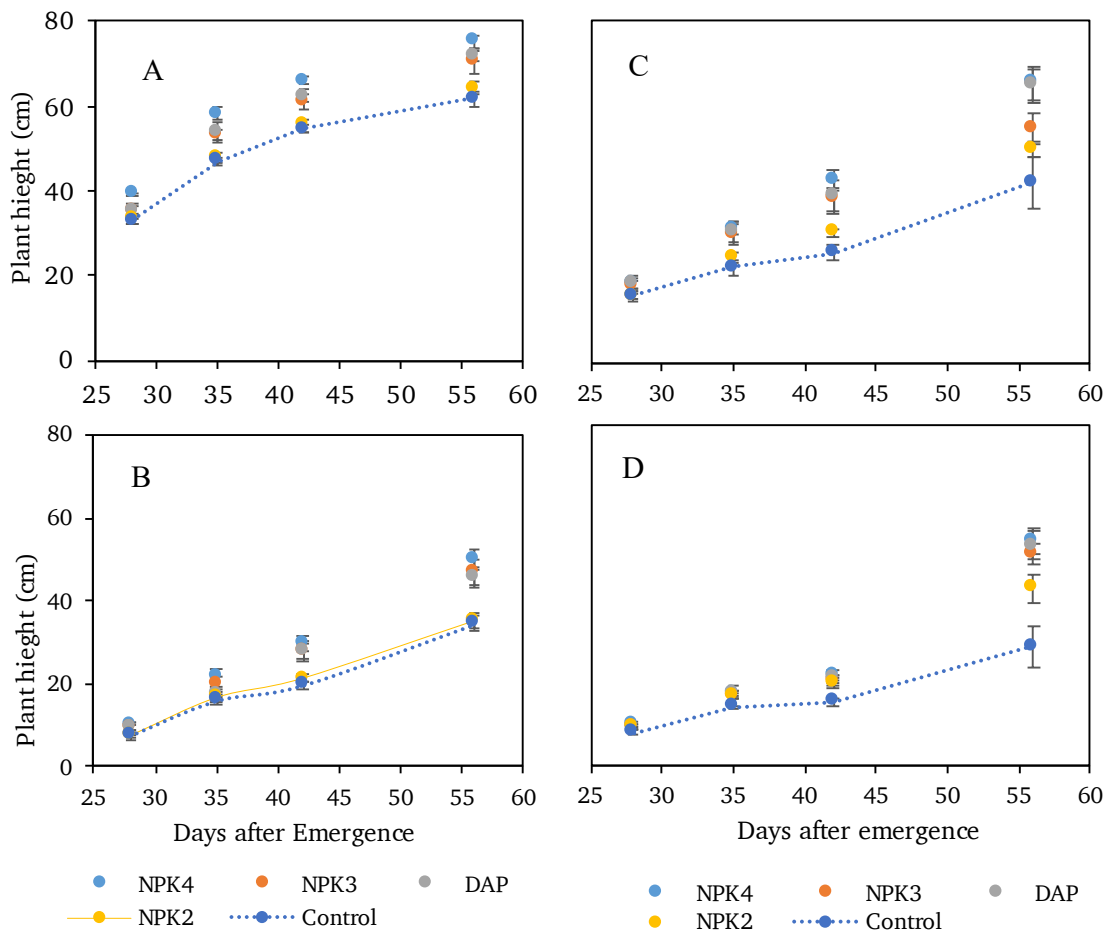 80
60
40
20
0
Plant hieght (cm)
A
25 30 35 40 45 50 55 60
C
25 30 35 40 45 50 55 60
80
60
40
20
0
Plant hieght (cm)
B
25 30 35 40 45 50 55 60
Days after Emergence
D
25 30 35 40 45 50 55 60
Days after emergence
NPK4 NPK3 DAP
NPK2 Control
NPK4 NPK3 DAP
NPK2 Control